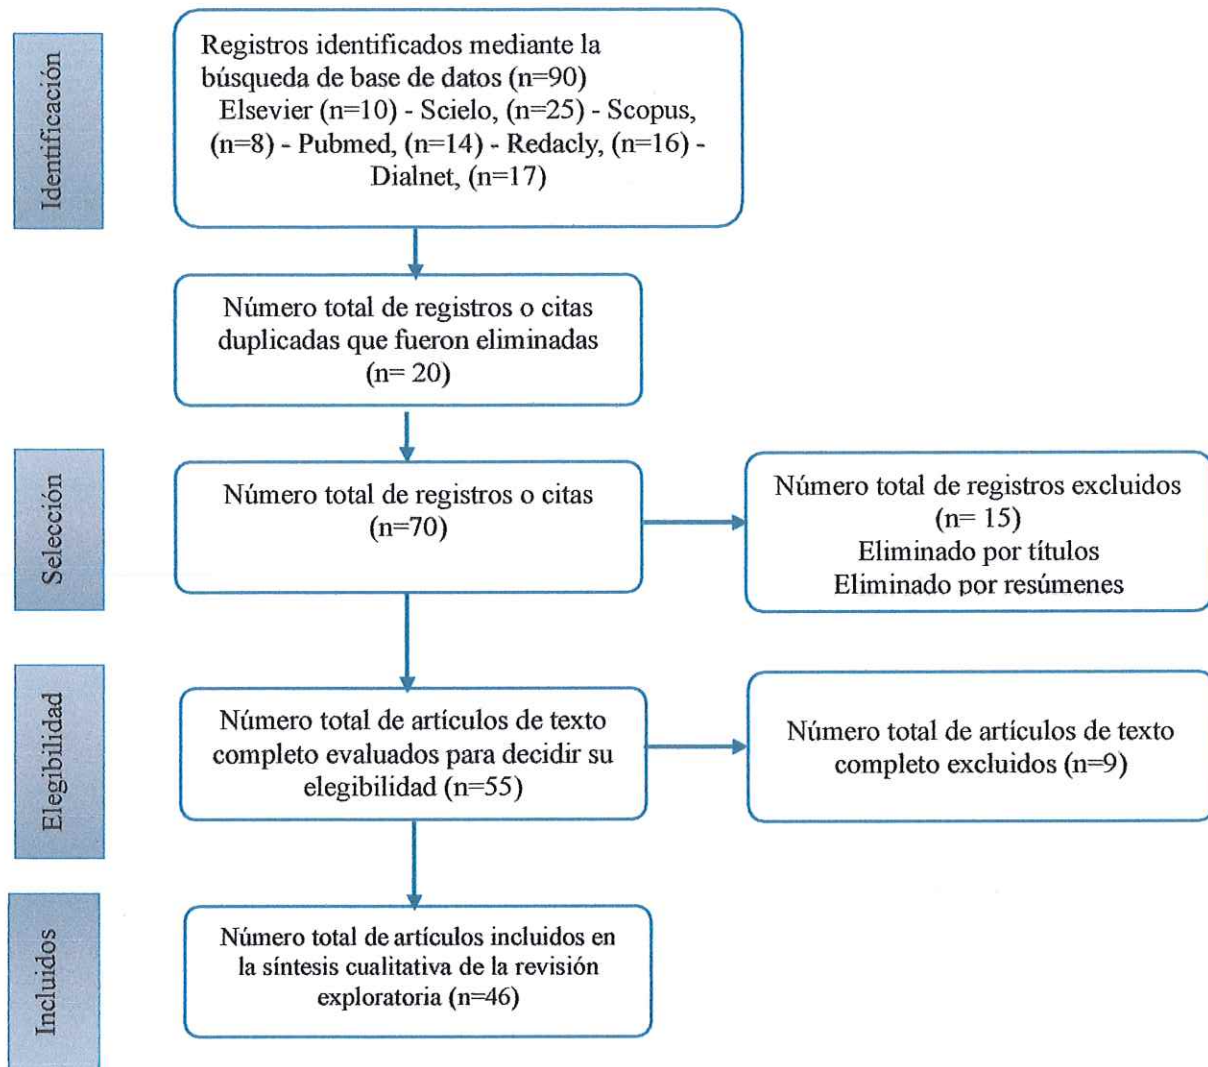 Identificación
Registros identificados mediante la
búsqueda de base de datos (n=90)
Elsevier (n=10) - Scielo, (n=25) - Scopus,
(n=8) - Pubmed, (n=14) - Redacly, (n=16) -
Dialnet, (n=17)
Número total de registros o citas
duplicadas que fueron eliminadas
(n= 20)
Selección
Número total de registros o citas
(n=70)
Número total de registros excluidos
(n= 15)
Eliminado por títulos
Eliminado por resúmenes
Elegibilidad
Número total de artículos de texto
completo evaluados para decidir su
elegibilidad (n=55)
Número total de artículos de texto
completo excluidos (n=9)
Incluidos
Número total de artículos incluidos en
la síntesis cualitativa de la revisión
exploratoria (n=46)